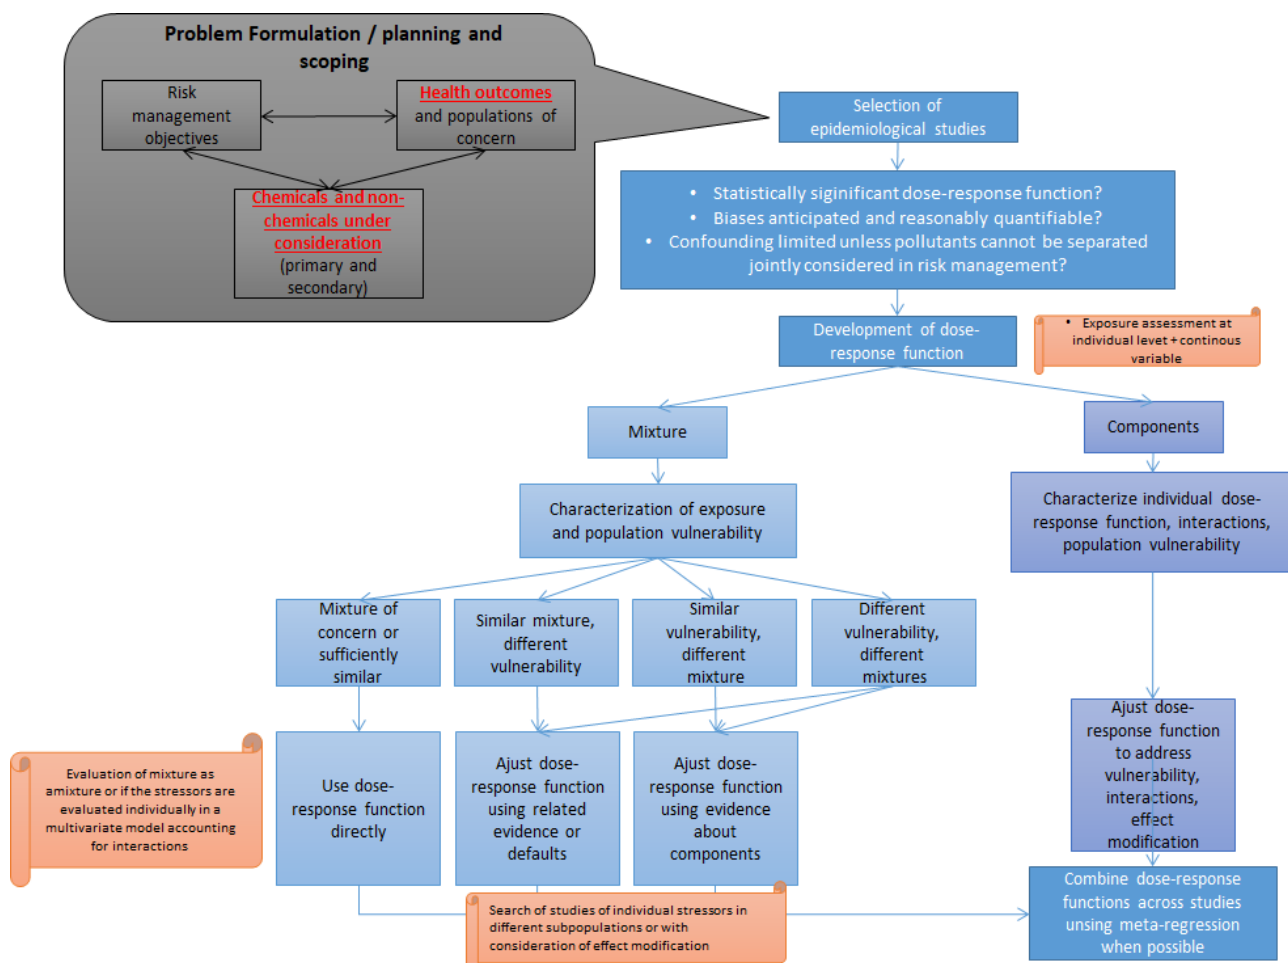 Problem Formulation / planning and
scoping
Risk
management
objectives
Health outcomes
and populations of
concern
Chemicals and non-
chemicals under
consideration
(primary and
secondary)
Selection of
epidemiological studies
• Statistically siginificant dose-response function?
• Biases anticipated and reasonably quantifiable?
• Confounding limited unless pollutants cannot be separated
jointly considered in risk management?
Development of dose-
response function
• Exposure assessment at
individual levet + continous
variable
Mixture
Components
Characterization of exposure
and population vulnerability
Characterize individual dose-
response function, interactions,
population vulnerability
Mixture of
concern or
sufficiently
similar
Similar mixture,
different
vulnerability
Similar
vulnerability,
different
mixture
Different
vulnerability,
different
mixtures
Evaluation of mixture as
amixture or if the stressors are
evaluated individually in a
multivariate model accounting
for interactions
Use dose-
response function
directly
Ajust dose-
response function
using related
evidence or
defaults
Ajust dose-
response function
using evidence
about
components
Ajust dose-
response function
to address
vulnerability,
interactions,
effect
modification
Search of studies of individual stressors in
different subpopulations or with
consideration of effect modification
Combine dose-response
functions across studies
unsing meta-regression
when possible